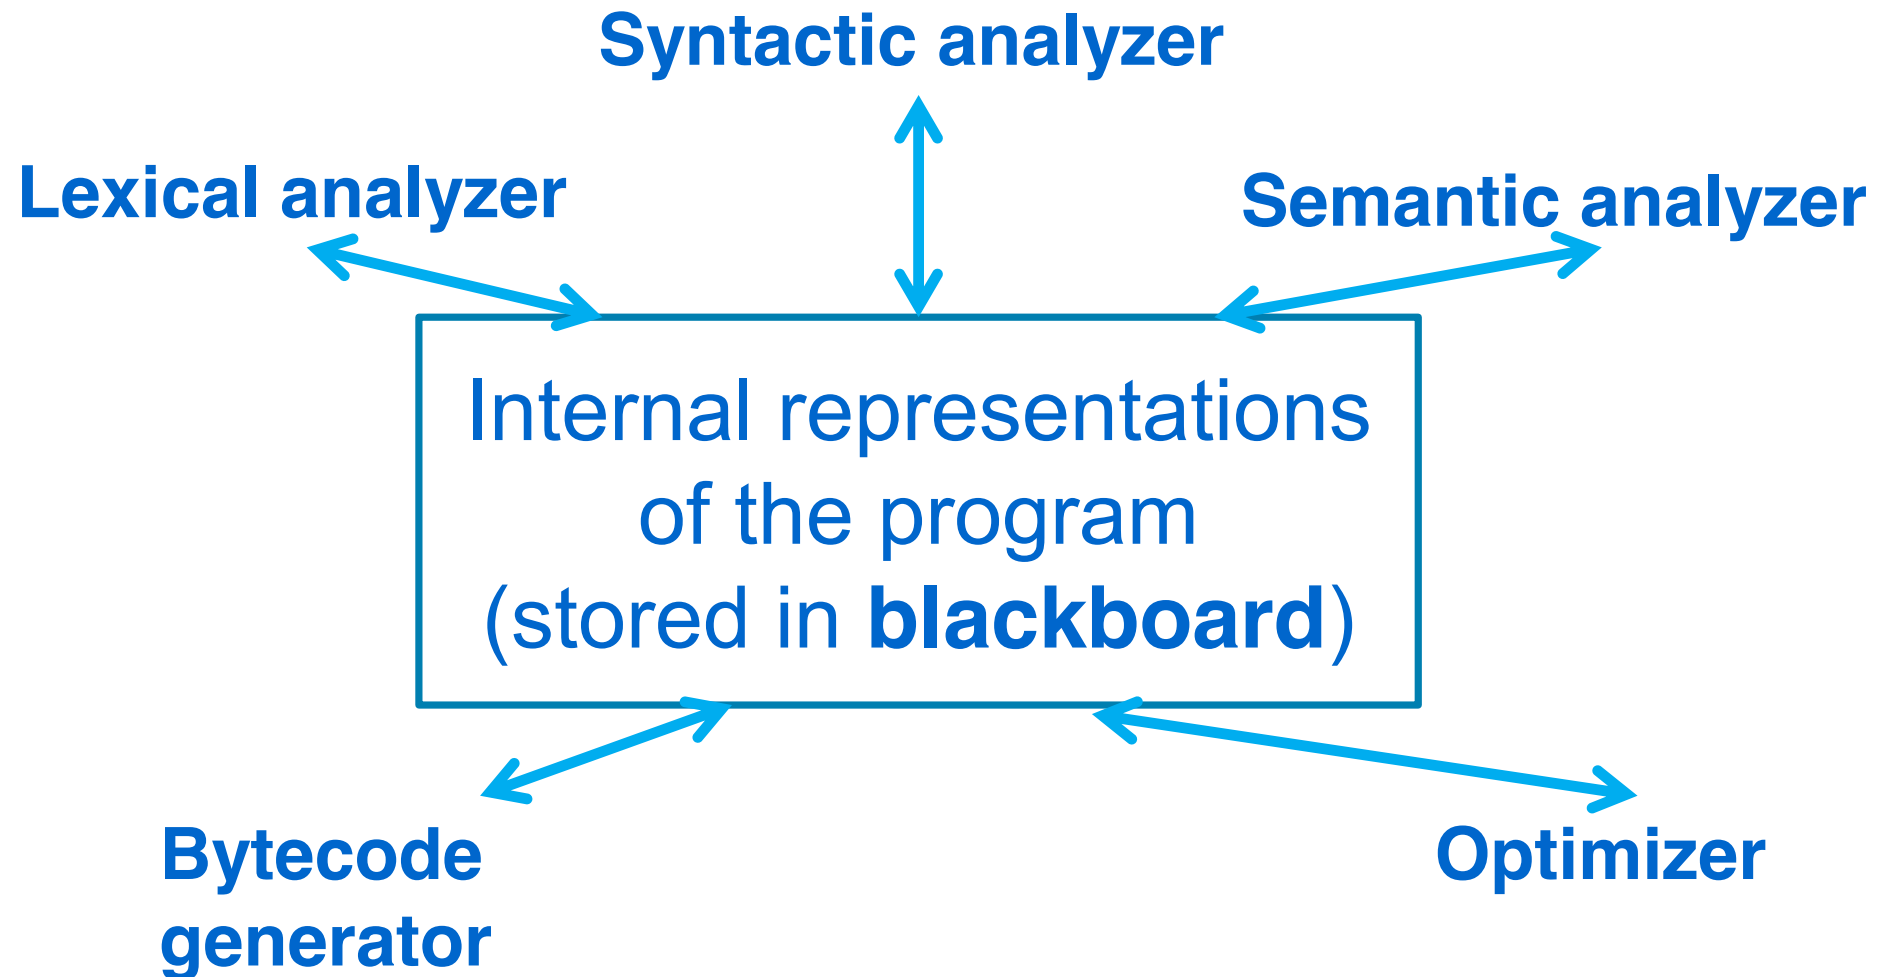 Syntactic analyzer
Lexical analyzer
Semantic analyzer
Internal representations
of the program
(stored in blackboard)
Bytecode
generator
Optimizer